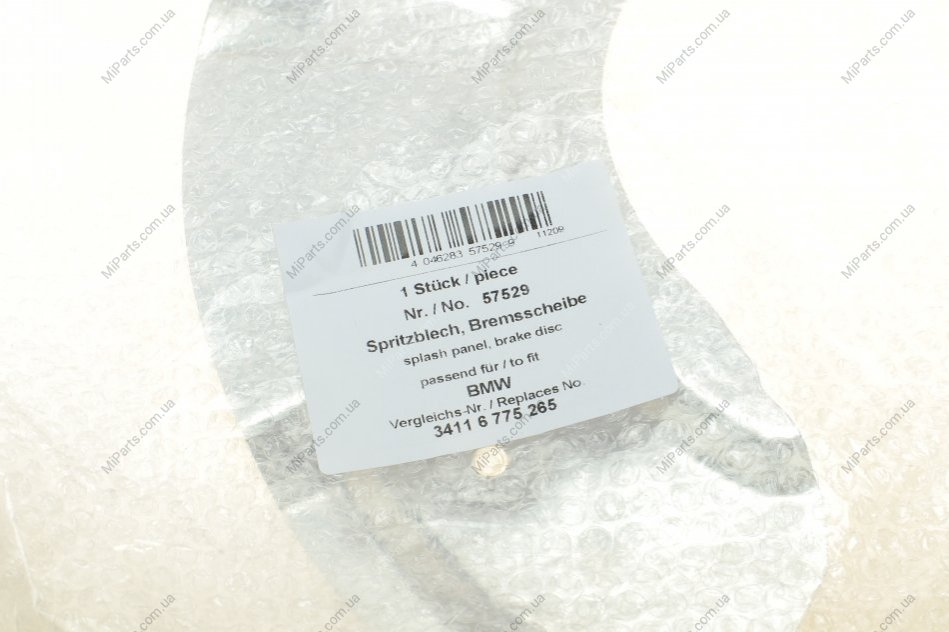 4 046283 57529 9
11209
1 Stück / piece
Nr. / No. 57529
Spritzblech, Bremsscheibe
splash panel, brake disc
passend für / to fit
BMW
Vergleichs-Nr. / Replaces No.
3411 6 775 265
MiParts.com.ua